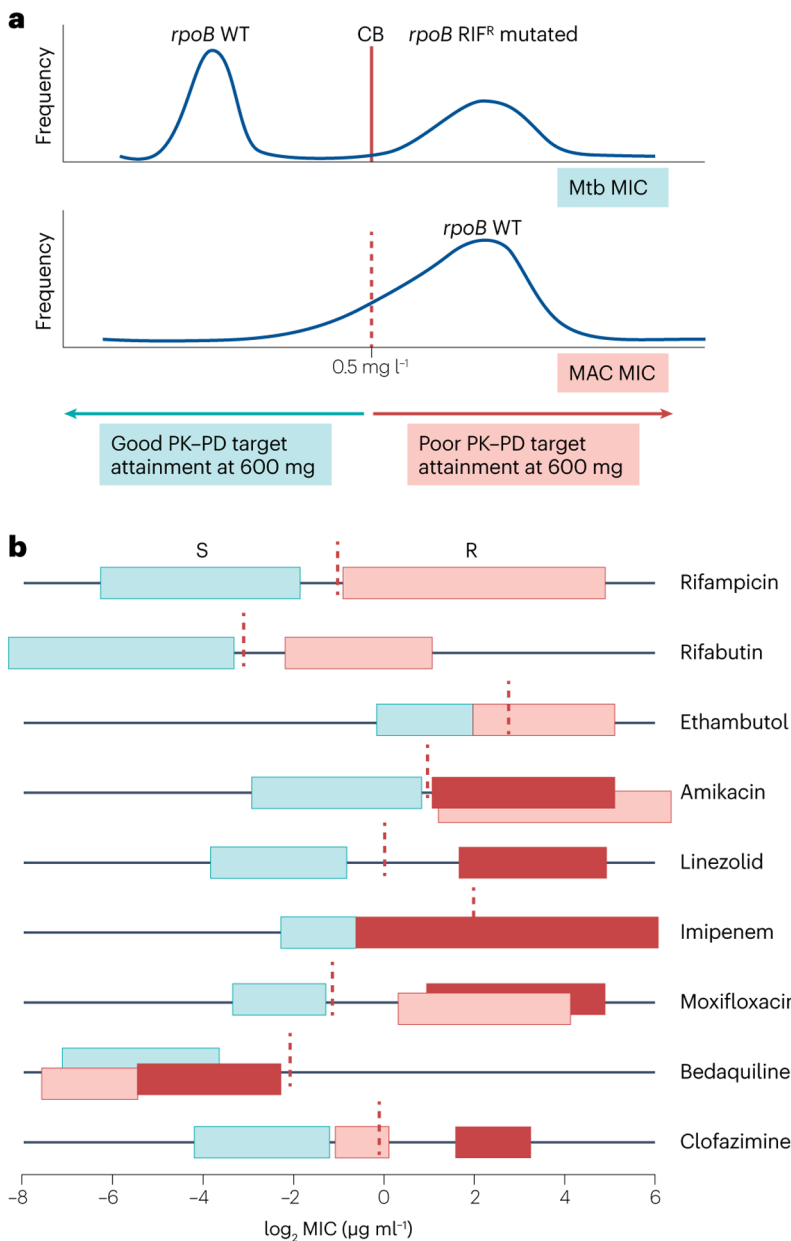 a
rpoB WT
CB
rpoB RIFᴿ mutated
Frequency
Mtb MIC
rpoB WT
Frequency
0.5 mg l⁻¹
MAC MIC
Good PK–PD target
attainment at 600 mg
Poor PK–PD target
attainment at 600 mg
b
S
R
Rifampicin
Rifabutin
Ethambutol
Amikacin
Linezolid
Imipenem
Moxifloxacin
Bedaquiline
Clofazimine
–8 –6 –4 –2 0 2 4 6
log₂ MIC (µg ml⁻¹)